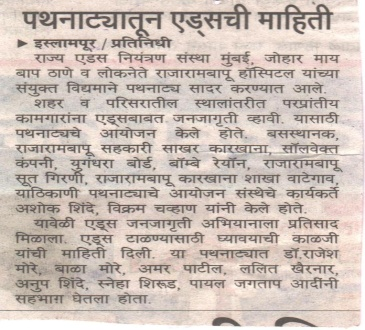 पथनाट्यातून एड्सची माहिती
► इस्लामपूर / प्रतिनिधी
राज्य एडस नियंत्रण संस्था मुंबई, जोहार माय
बाप ठाणे व लोकनेते राजारामबापू हॉस्पिटल यांच्या
संयुक्त विद्यमाने पथनाट्य सादर करण्यात आले.
शहर व परिसरातील स्थालांतरीत परप्रांतीय
कामगारांना एड्सबाबत जनजागृती व्हावी. यासाठी
पथनाट्यचे आयोजन केले होते. बसस्थानक,
राजारामबापू सहकारी साखर कारखाना, सॉलवेक्त
कंपनी, युगंधरा बोर्ड, बॉम्बे रेयॉन, राजारामबापू
सूत गिरणी, राजारामबापू कारखाना शाखा वाटेगाव,
याठिकाणी पथनाट्याचे आयोजन संस्थेचे कार्यकर्ते
अशोक शिंदे, विक्रम चव्हाण यांनी केले होते.
यावेळी एड्स जनजागृती अभियानाला प्रतिसाद
मिळाला. एड्स टाळण्यासाठी घ्यावयाची काळजी
यांची माहिती दिली. या पथनाट्यात डॉ.राजेश
मोरे, बाळा मोरे, अमर पाटील, ललित खैरनार,
अनुप शिंदे, स्नेहा शिरूड, पायल जगताप आदींनी
सहभाग घेतला होता.